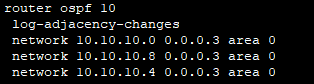 router ospf 10
log-adjacency-changes
network 10.10.10.0 0.0.0.3 area 0
network 10.10.10.8 0.0.0.3 area 0
network 10.10.10.4 0.0.0.3 area 0